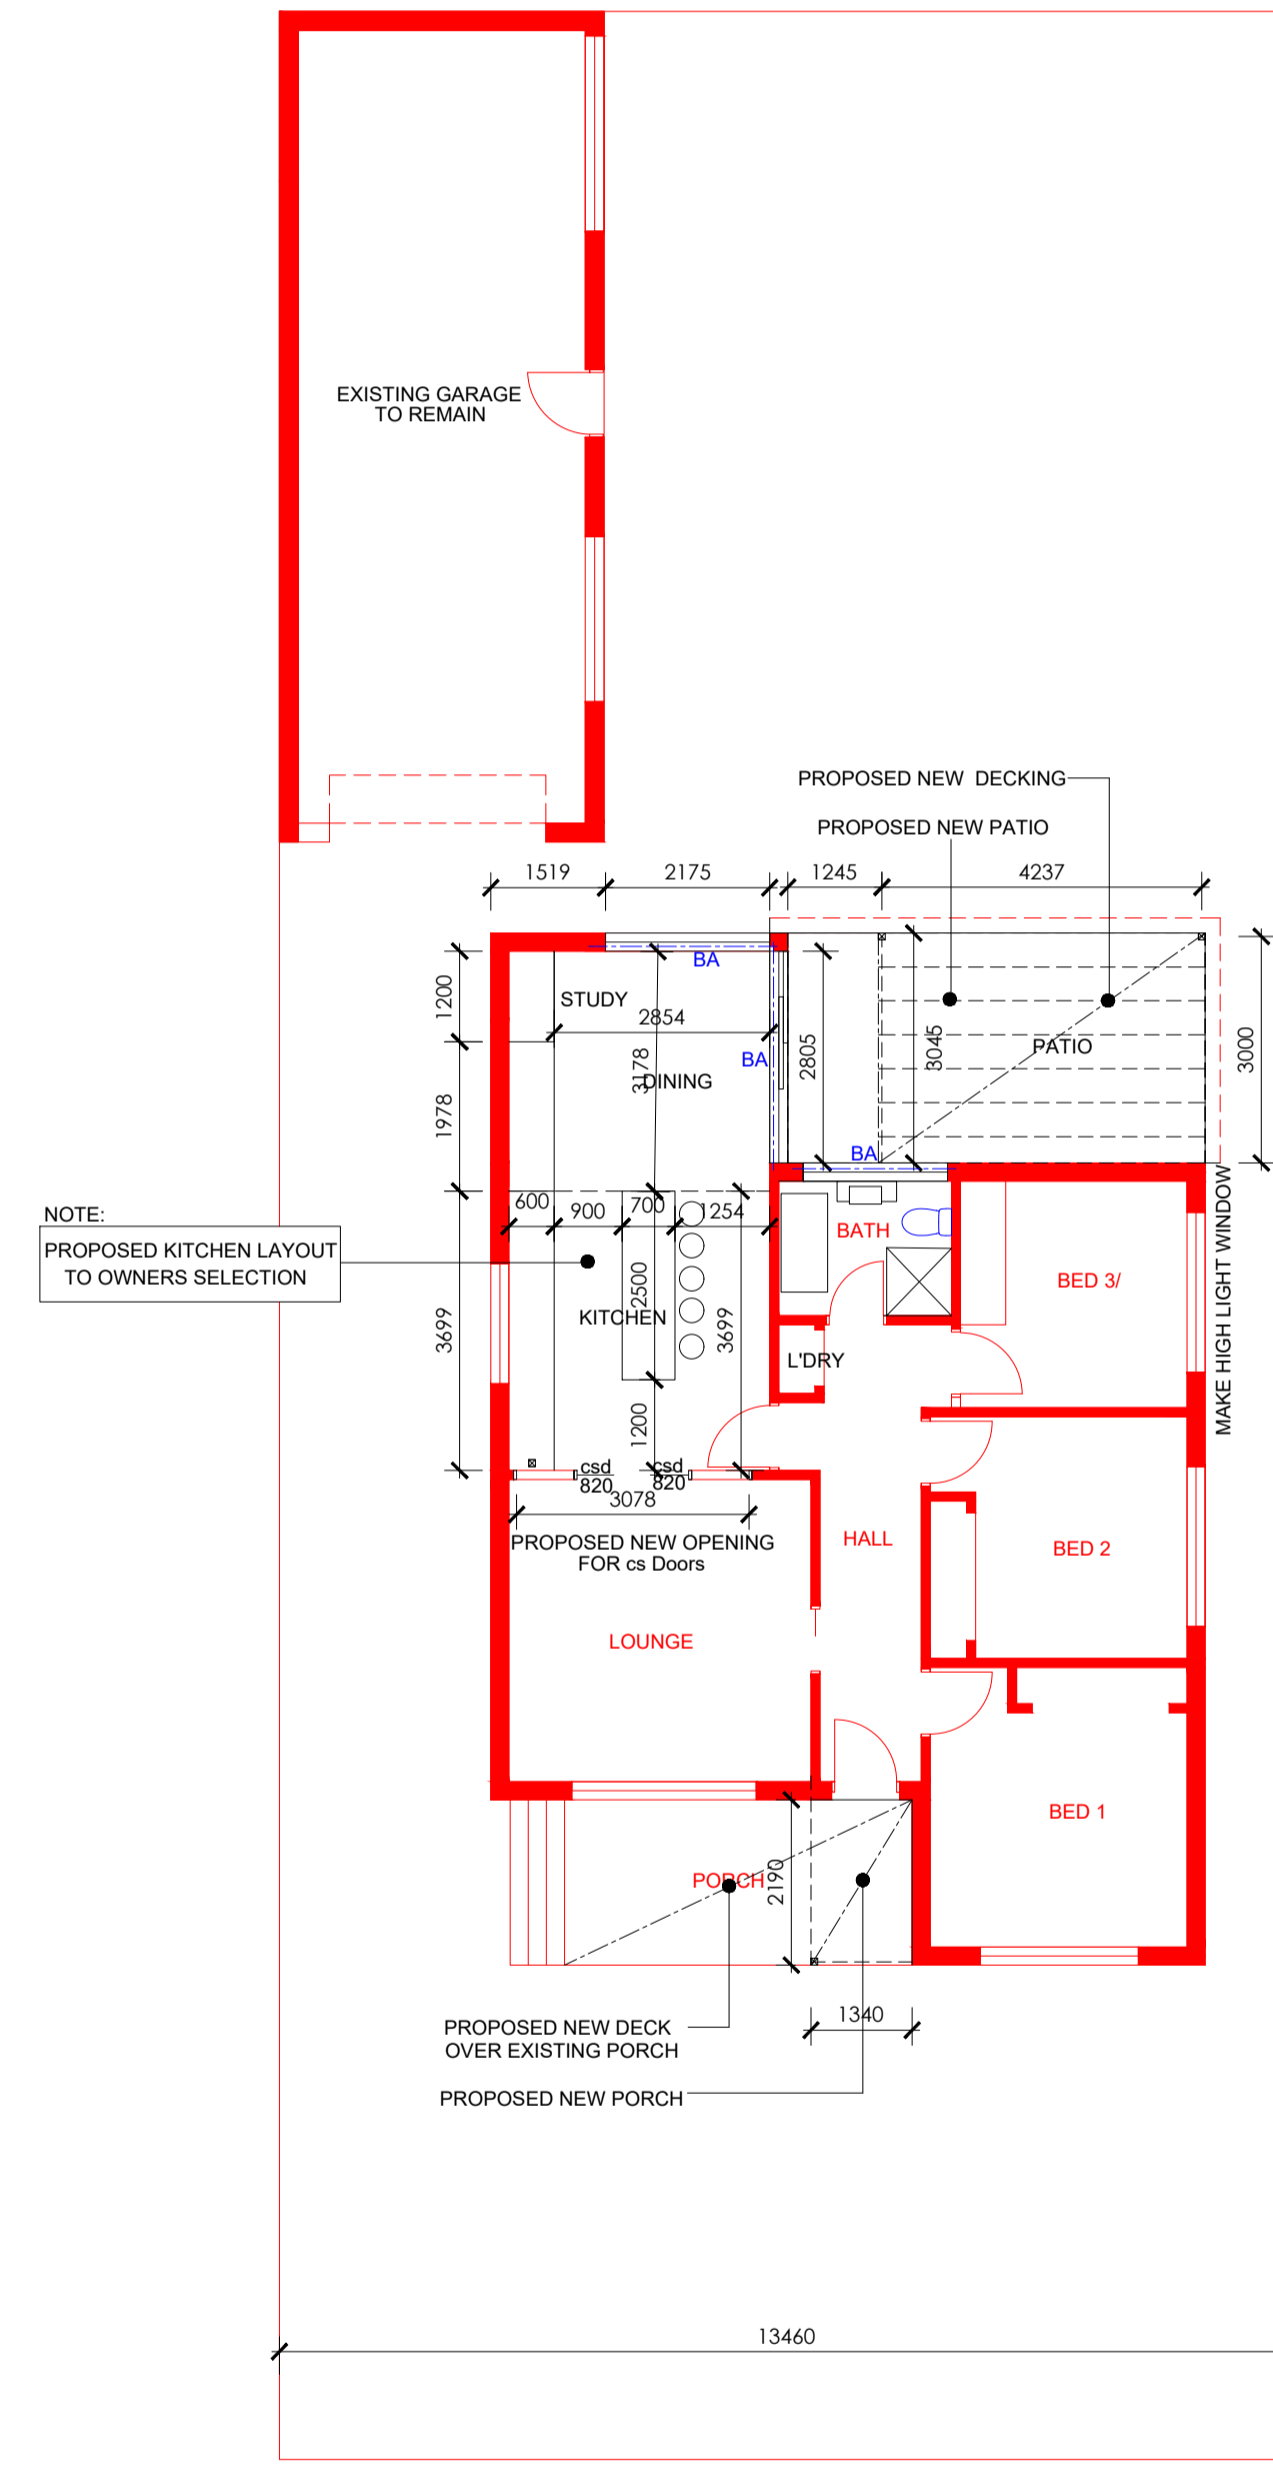 EXISTING GARAGE
TO REMAIN
PROPOSED NEW  DECKING
PROPOSED NEW PATIO
1519
2175
1245
4237
BA
1200
STUDY
2854
3178
DINING
BA
2805
3045
PATIO
3000
1978
BA
NOTE:
PROPOSED KITCHEN LAYOUT
TO OWNERS SELECTION
600
900
700
1254
BATH
BED 3/
MAKE HIGH LIGHT WINDOW
2500
KITCHEN
3699
3699
L'DRY
1200
csd
820
csd
820
3078
PROPOSED NEW OPENING
FOR cs Doors
HALL
BED 2
LOUNGE
BED 1
PORCH
2190
1340
PROPOSED NEW DECK
OVER EXISTING PORCH
PROPOSED NEW PORCH
13460